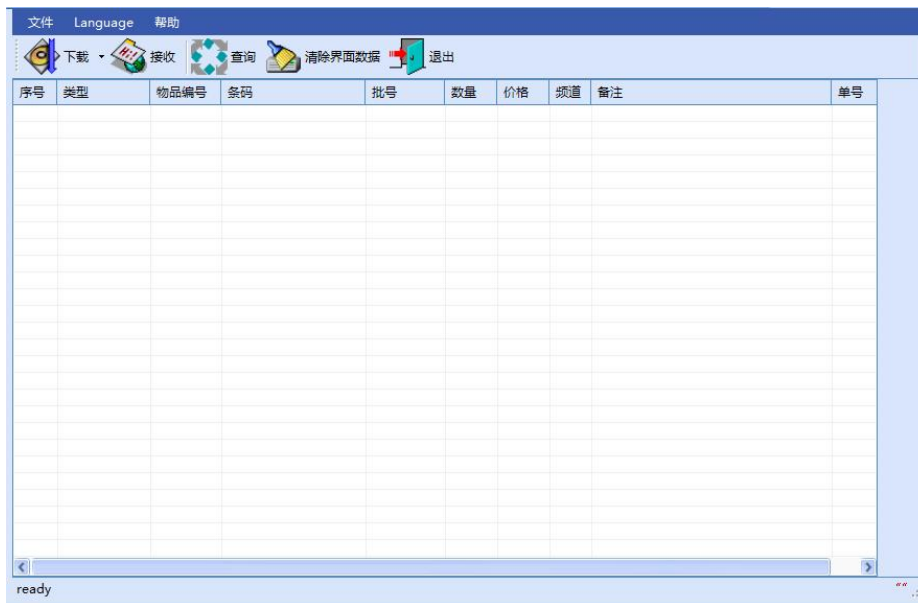 文件 Language 帮助
下载 接收 查询 清除界面数据 退出
序号 类型 物品编号 条码 批号 数量 价格 频道 备注 单号
ready